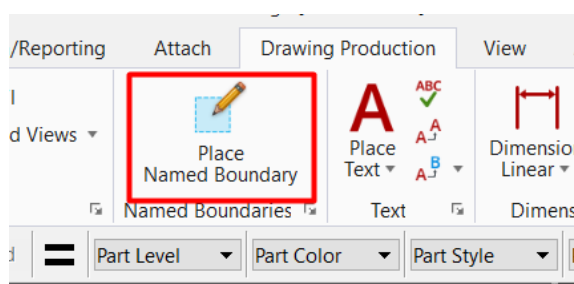 /Reporting Attach Drawing Production View
d Views
Place
Named Boundary
Named Boundaries
Place
Text
ABC
A A
A B
Text
Dimensio
Linear
Dimens
Part Level Part Color Part Style